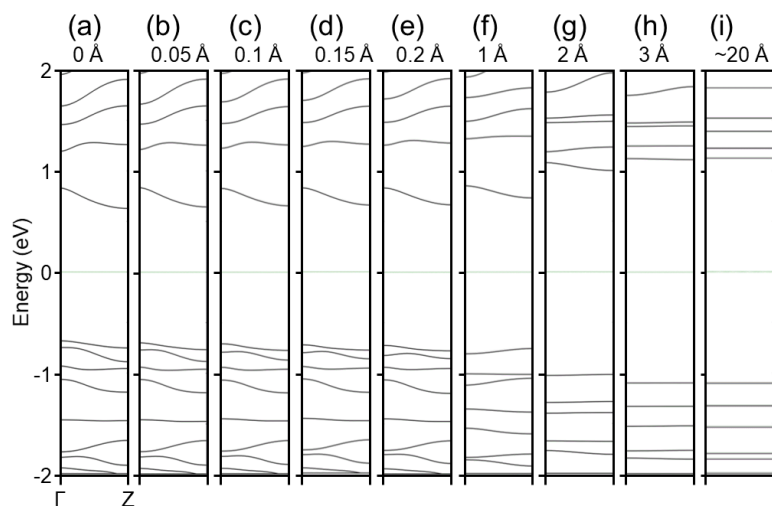 (a) (b) (c) (d) (e) (f) (g) (h) (i)
0 Å 0.05 Å 0.1 Å 0.15 Å 0.2 Å 1 Å 2 Å 3 Å ~20 Å
2
1
0
-1
-2
Energy (eV)
Γ Z